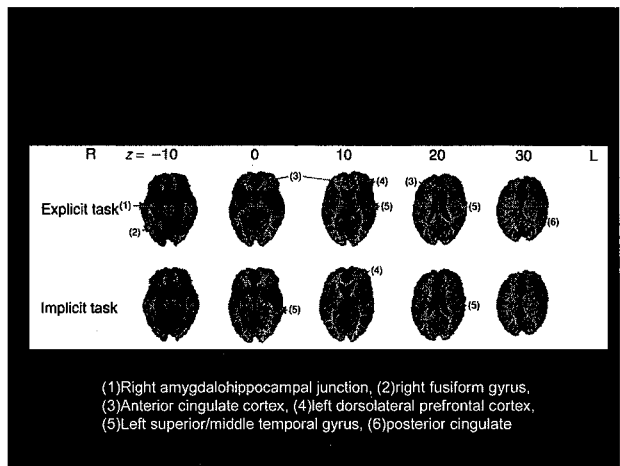 R z= −10 0 10 20 30 L
(3) (4) (3)
Explicit task (1) (5) (5)
(2) (6)
(4)
Implicit task (5) (5)
(1)Right amygdalohippocampal junction, (2)right fusiform gyrus,
(3)Anterior cingulate cortex, (4)left dorsolateral prefrontal cortex,
(5)Left superior/middle temporal gyrus, (6)posterior cingulate